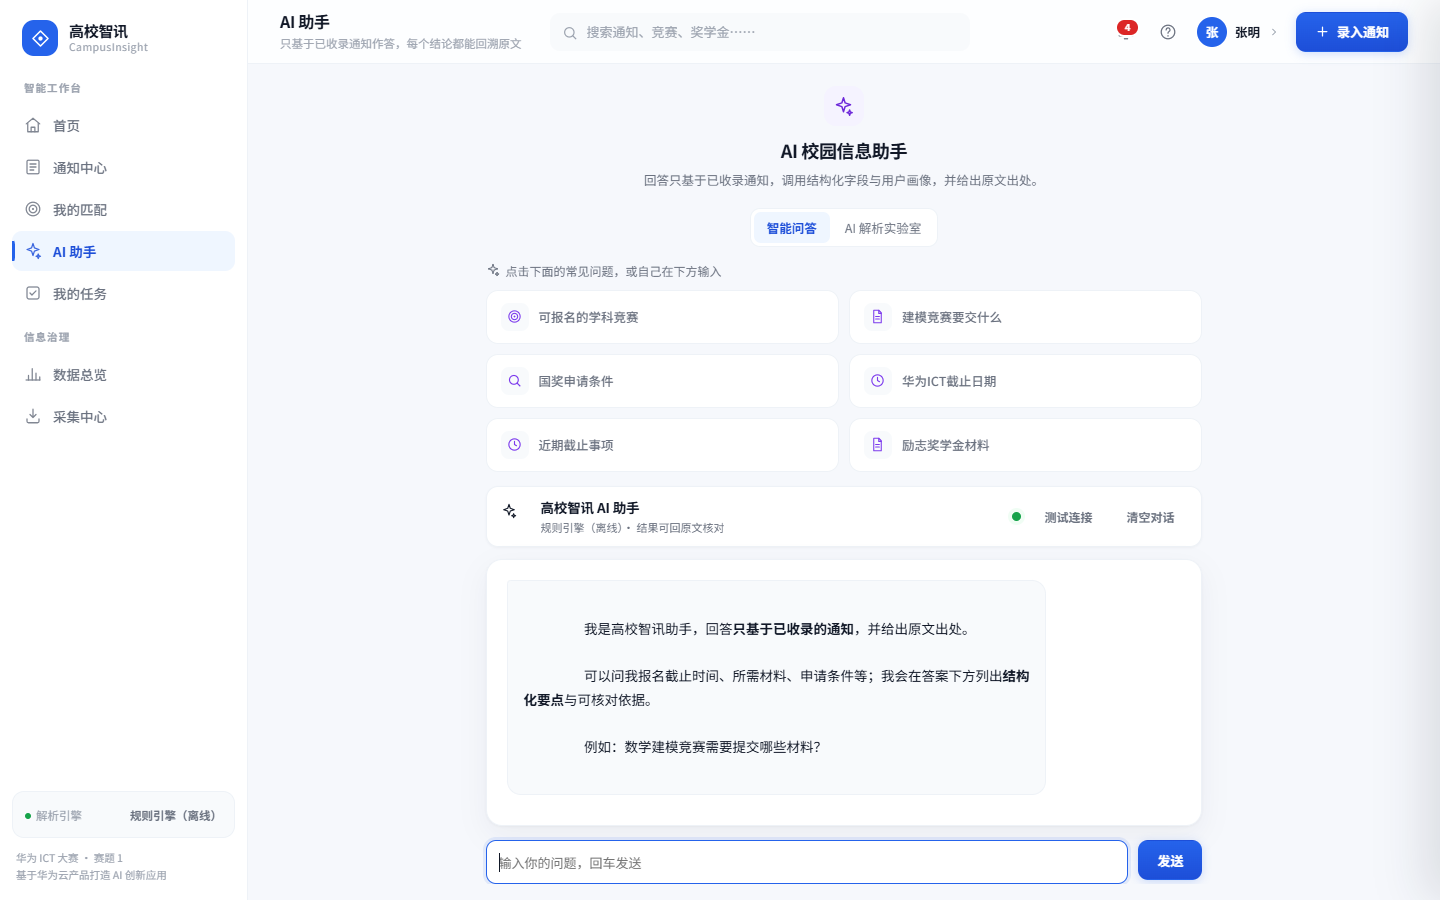 高校智讯
CampusInsight
智能工作台
首页
通知中心
我的匹配
AI 助手
我的任务
信息治理
数据总览
采集中心
解析引擎 规则引擎（离线）
华为 ICT 大赛 · 赛题 1
基于华为云产品打造 AI 创新应用
AI 助手
只基于已收录通知作答，每个结论都能回溯原文
搜索通知、竞赛、奖学金……
4
张 张明
录入通知
AI 校园信息助手
回答只基于已收录通知，调用结构化字段与用户画像，并给出原文出处。
智能问答 AI 解析实验室
点击下面的常见问题，或自己在下方输入
可报名的学科竞赛 建模竞赛要交什么
国奖申请条件 华为ICT截止日期
近期截止事项 励志奖学金材料
高校智讯 AI 助手
规则引擎（离线）· 结果可回原文核对
测试连接 清空对话
我是高校智讯助手，回答只基于已收录的通知，并给出原文出处。
可以问我报名截止时间、所需材料、申请条件等；我会在答案下方列出结构
化要点与可核对依据。
例如：数学建模竞赛需要提交哪些材料？
输入你的问题，回车发送
发送